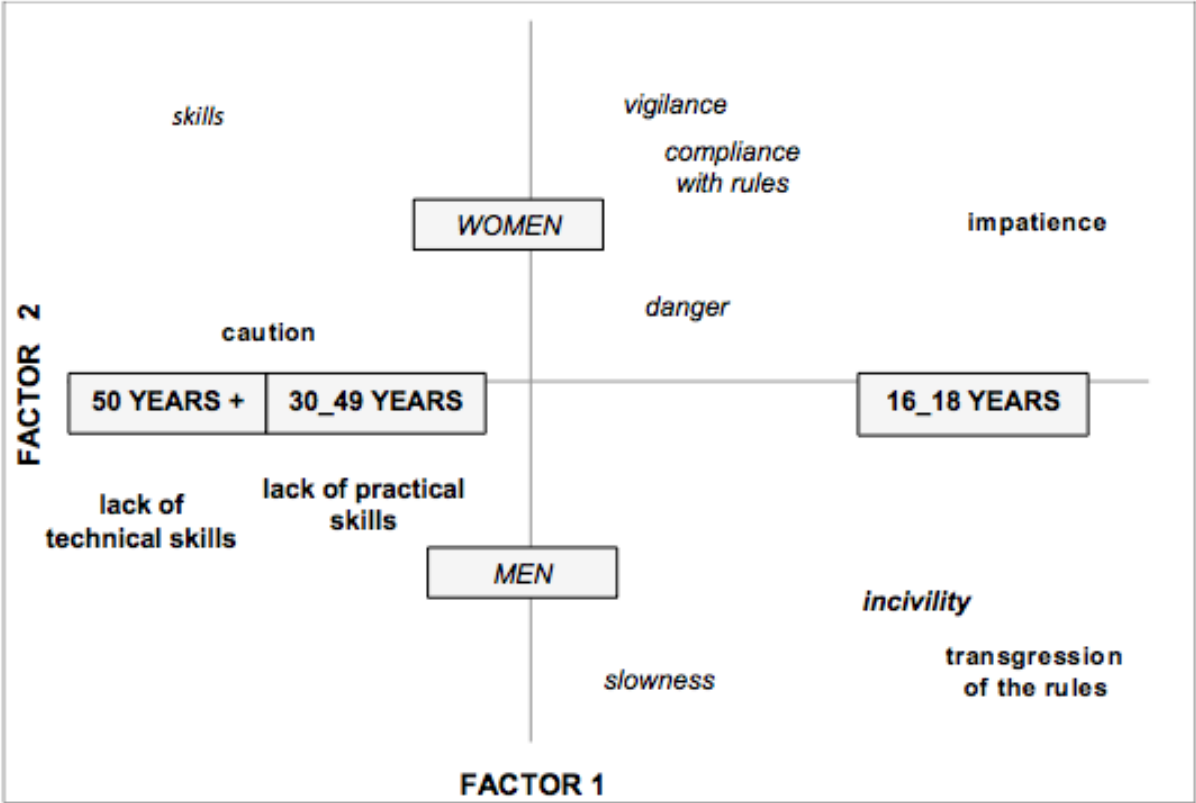 skills
vigilance
compliance
with rules
WOMEN
impatience
danger
FACTOR 2
caution
50 YEARS +
30_49 YEARS
16_18 YEARS
lack of
technical skills
lack of practical
skills
MEN
incivility
transgression
of the rules
slowness
FACTOR 1